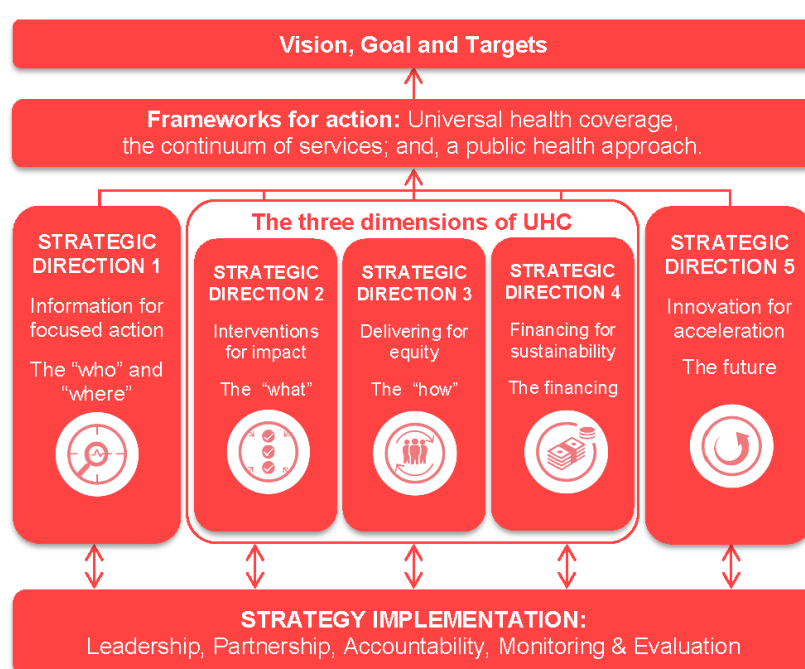 Vision, Goal and Targets
Frameworks for action: Universal health coverage,
the continuum of services; and, a public health approach.
The three dimensions of UHC
STRATEGIC
DIRECTION 1
Information for
focused action
The “who” and
“where”
STRATEGIC
DIRECTION 2
Interventions
for impact
The “what”
STRATEGIC
DIRECTION 3
Delivering for
equity
The “how”
STRATEGIC
DIRECTION 4
Financing for
sustainability
The financing
STRATEGIC
DIRECTION 5
Innovation for
acceleration
The future
STRATEGY IMPLEMENTATION:
Leadership, Partnership, Accountability, Monitoring & Evaluation